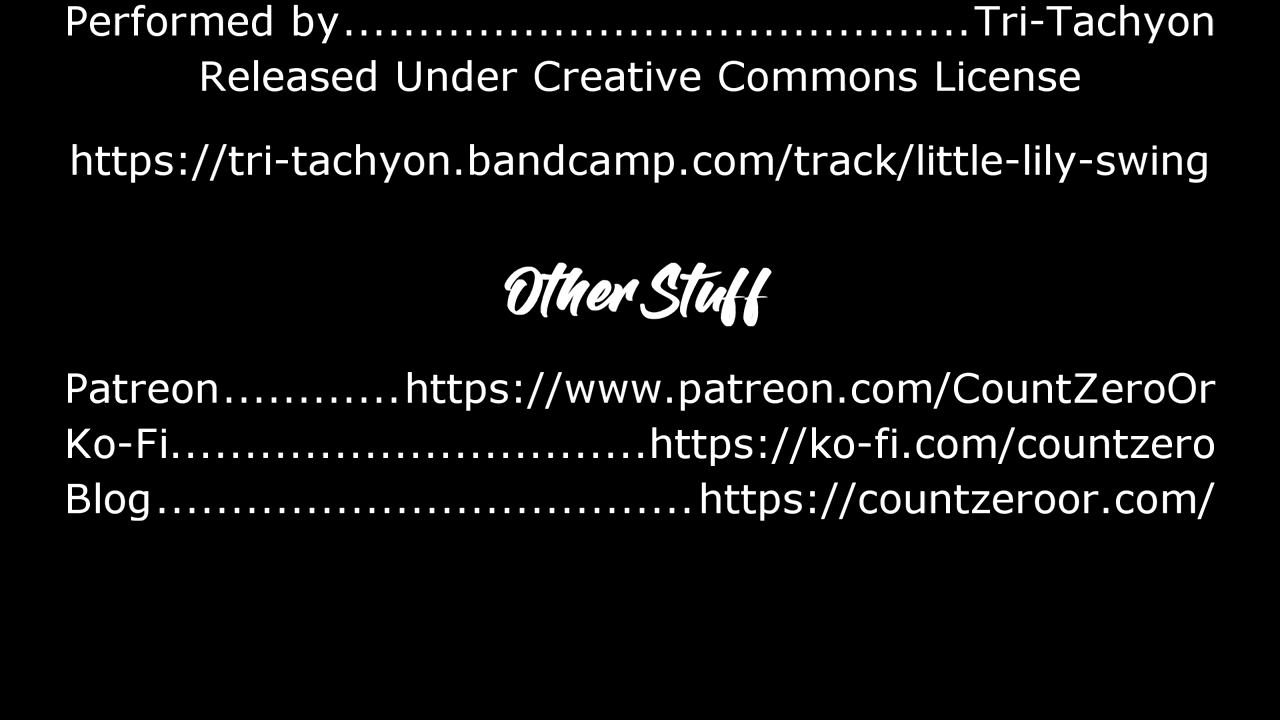 Performed by..........................................Tri-Tachyon
Released Under Creative Commons License
https://tri-tachyon.bandcamp.com/track/little-lily-swing
Other Stuff
Patreon............https://www.patreon.com/CountZeroOr
Ko-Fi................................https://ko-fi.com/countzero
Blog....................................https://countzeroor.com/